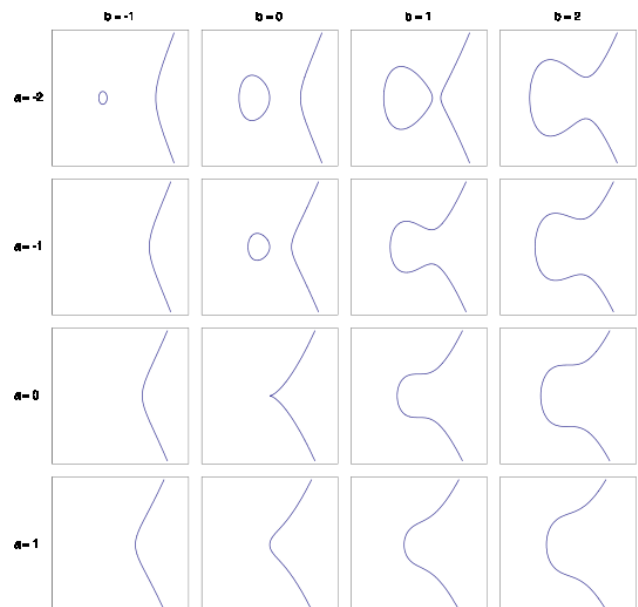 b = -1 b = 0 b = 1 b = 2
a = -2
a = -1
a = 0
a = 1